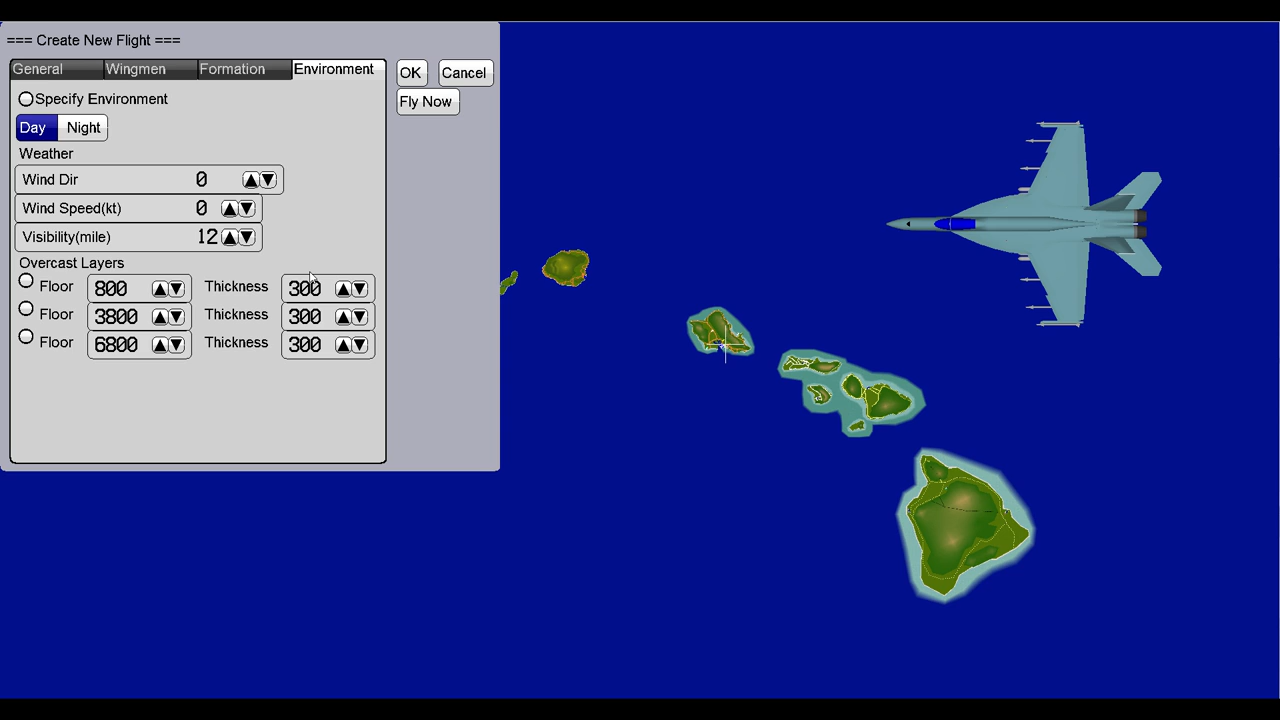 === Create New Flight ===
General Wingmen Formation Environment
OK Cancel
Fly Now
Specify Environment
Day Night
Weather
Wind Dir 0
Wind Speed(kt) 0
Visibility(mile) 12
Overcast Layers
Floor 800 Thickness 300
Floor 3800 Thickness 300
Floor 6800 Thickness 300